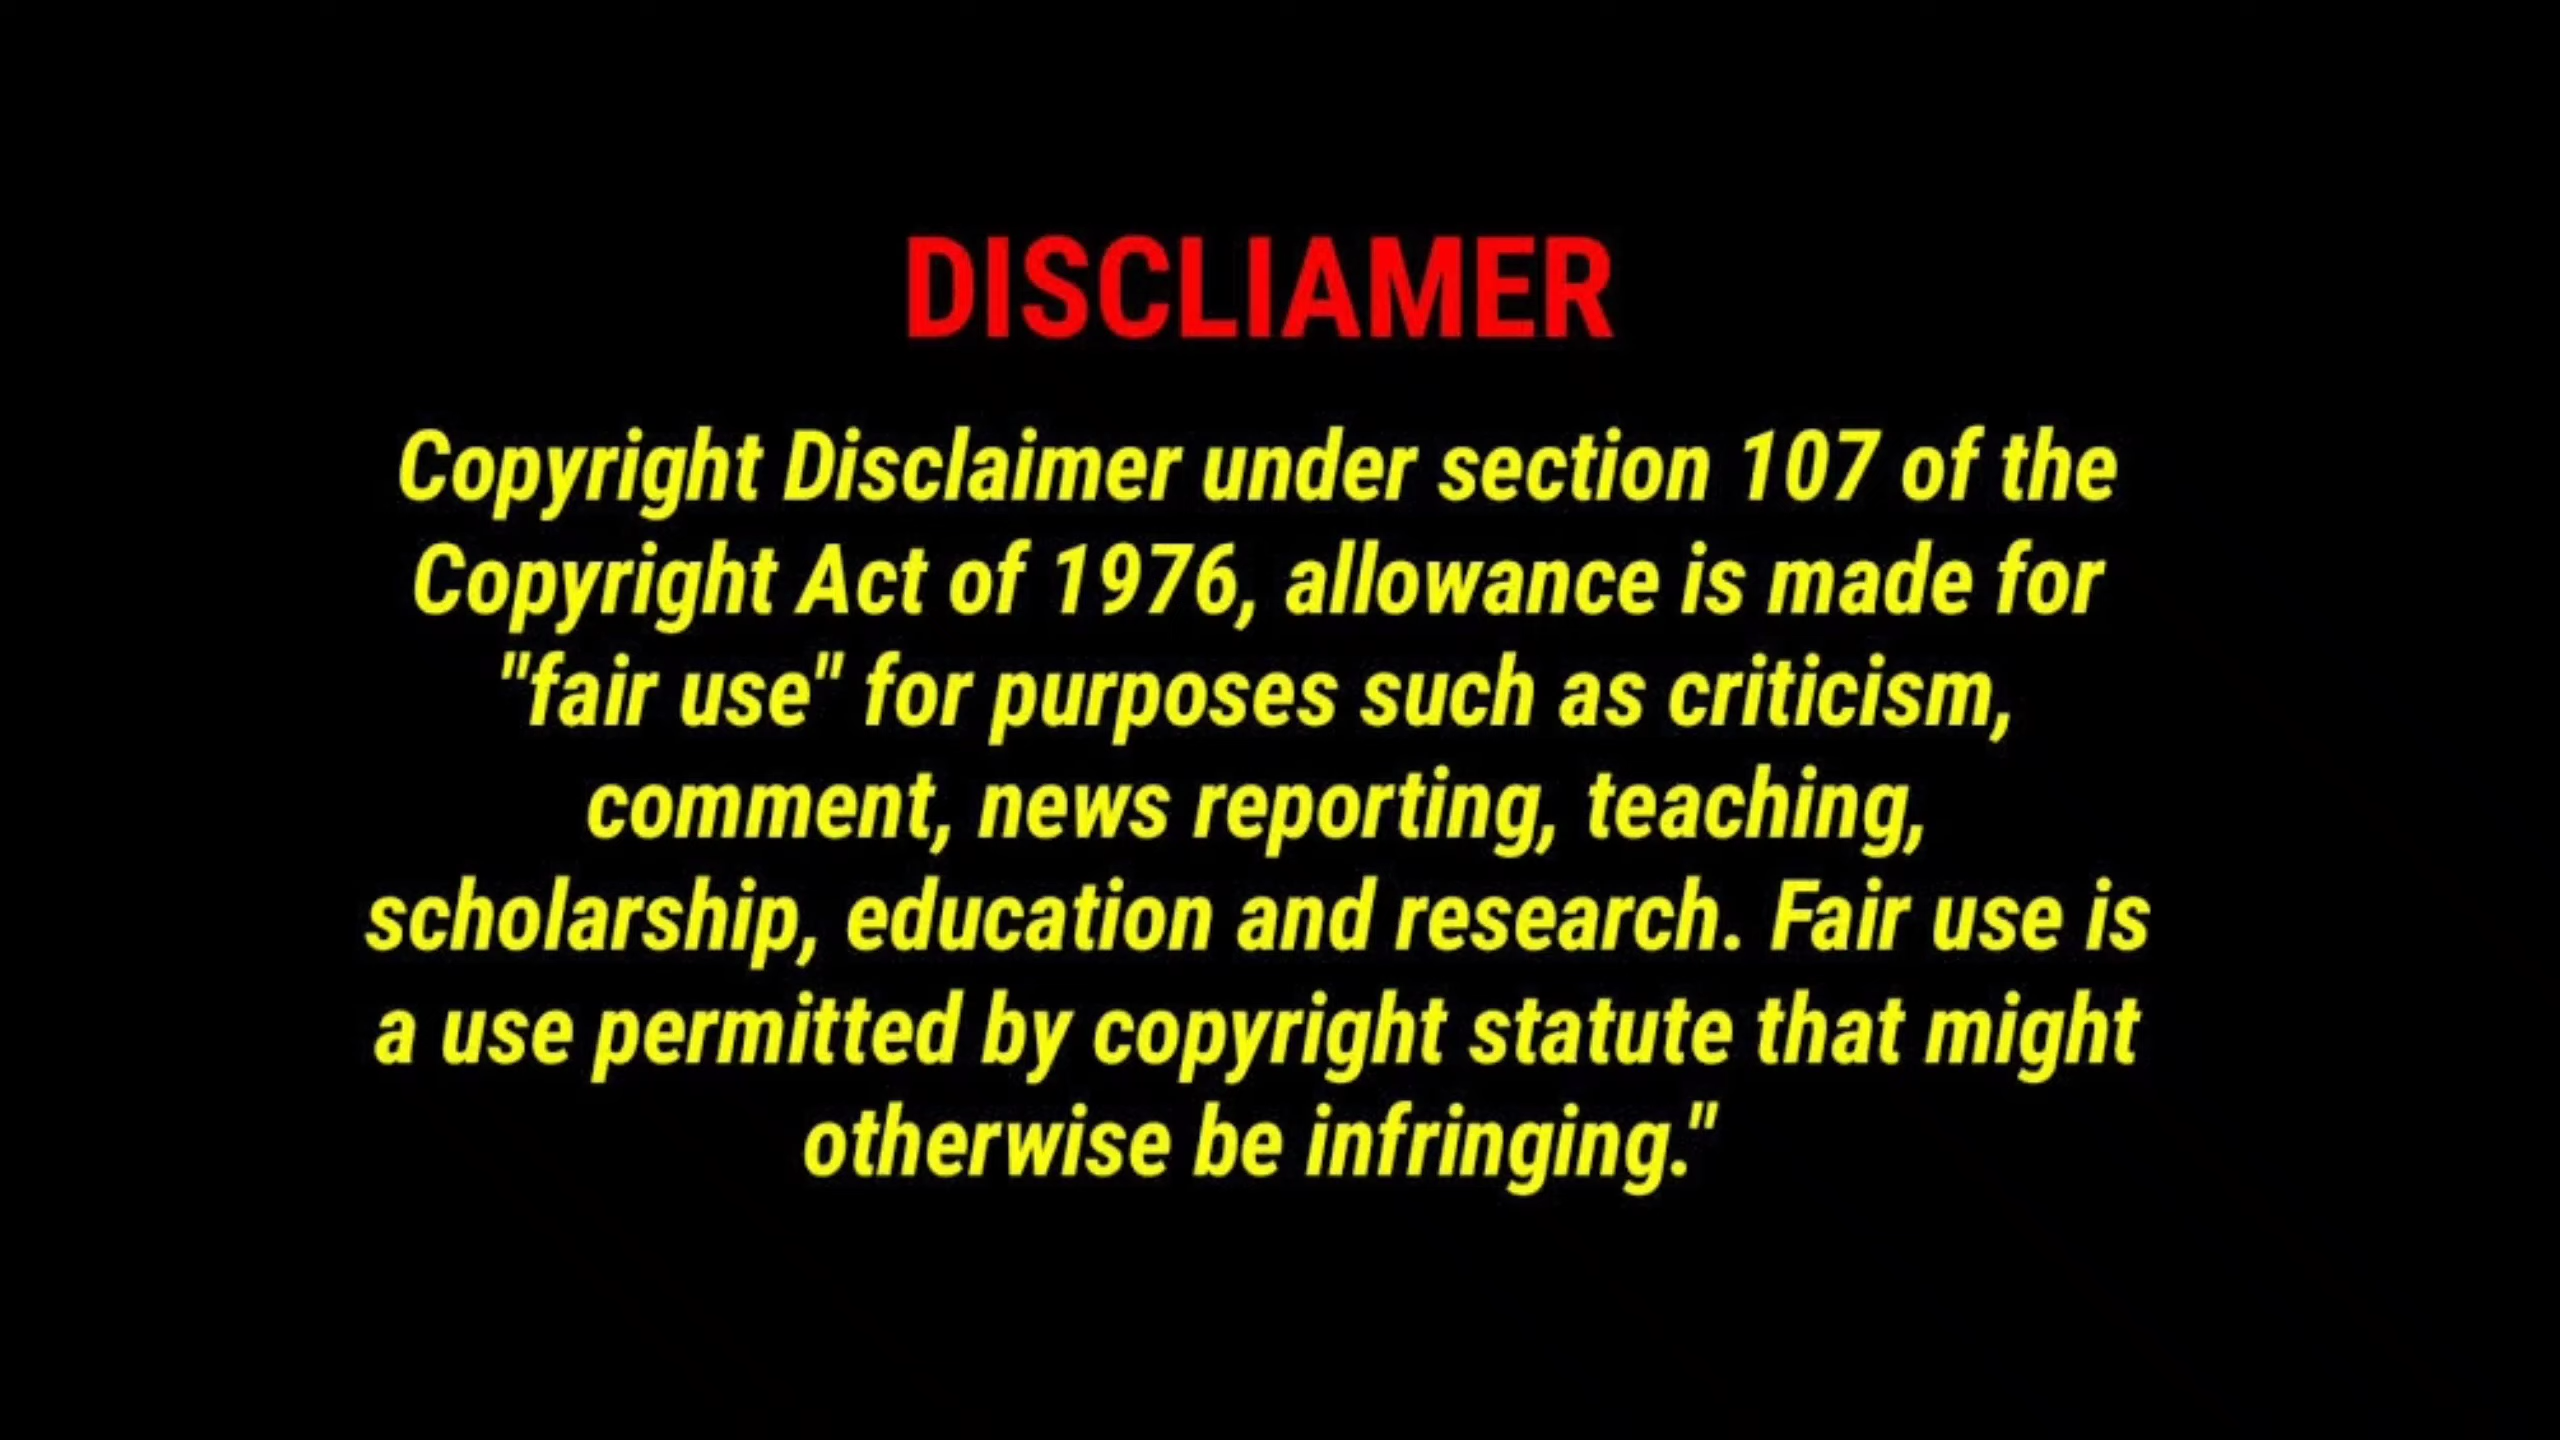 DISCLIAMER
Copyright Disclaimer under section 107 of the
Copyright Act of 1976, allowance is made for
"fair use" for purposes such as criticism,
comment, news reporting, teaching,
scholarship, education and research. Fair use is
a use permitted by copyright statute that might
otherwise be infringing."